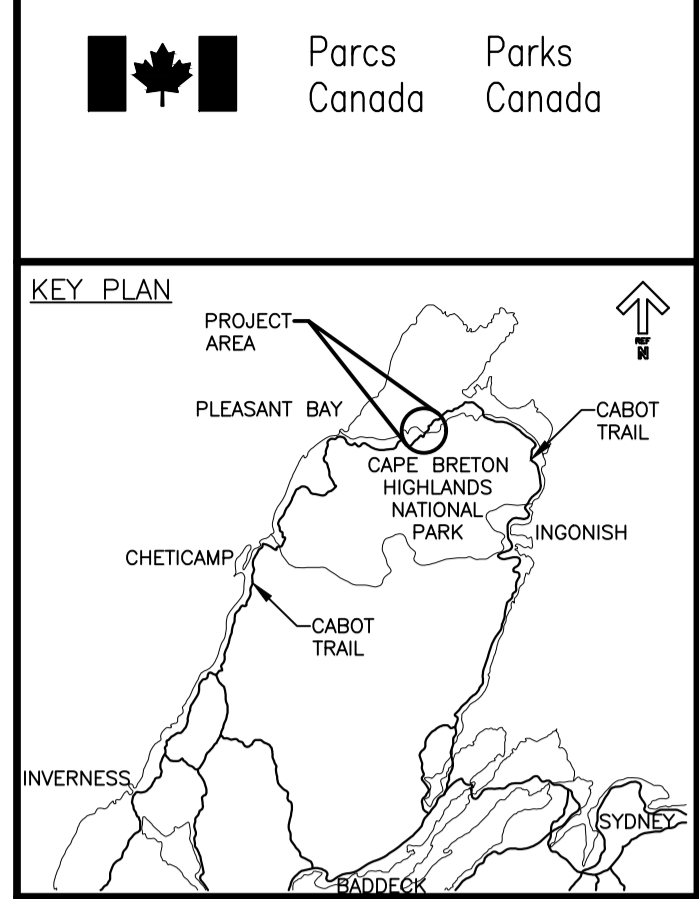 Parcs
Canada
Parks
Canada
KEY PLAN
REF
N
PROJECT
AREA
PLEASANT BAY
CABOT
TRAIL
CAPE BRETON
HIGHLANDS
NATIONAL
PARK
INGONISH
CHETICAMP
CABOT
TRAIL
INVERNESS
SYDNEY
BADDECK